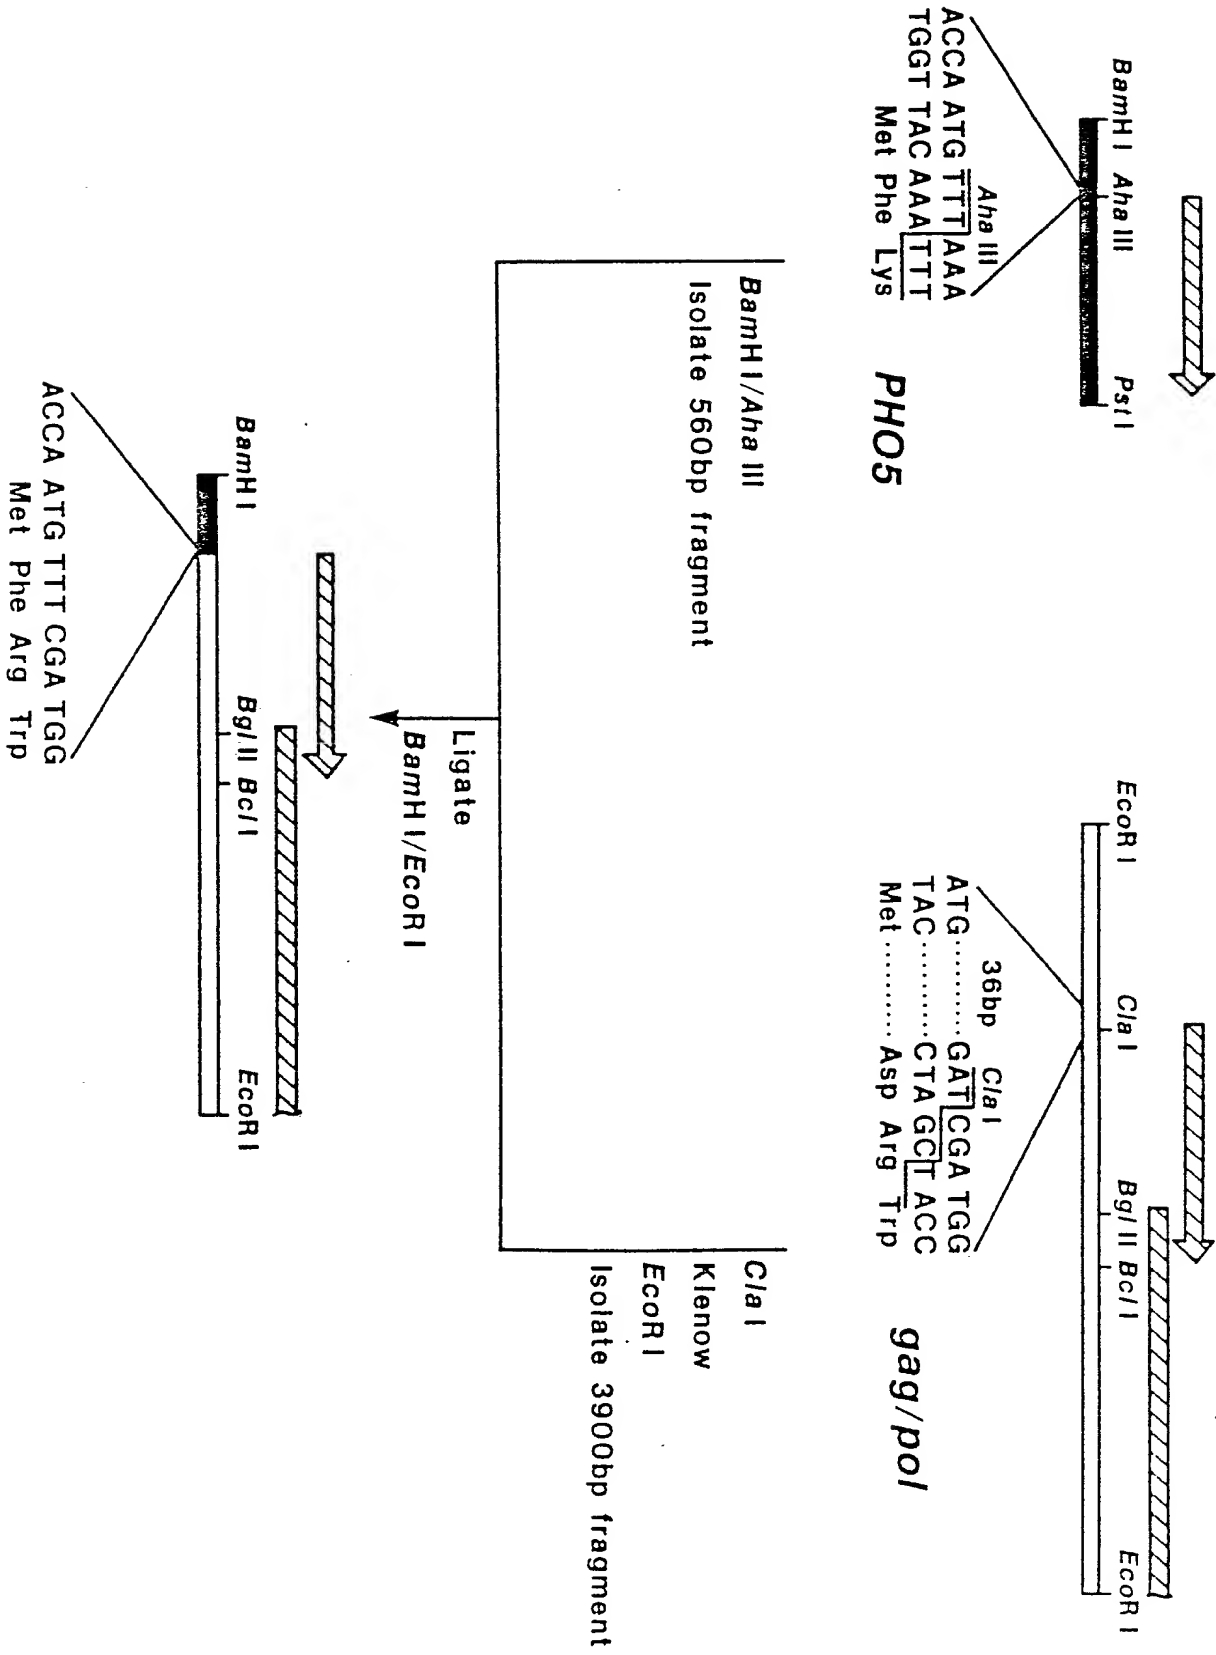 BamHI AhaIII PstI
AhaIII
ACCA ATG TTT AAA
TGGT TAC AAA TTT
Met Phe Lys
PHO5
EcoRI ClaI BglII BclI EcoRI
36bp ClaI
ATG.........GAT CGA TGG
TAC.........CTA GCT ACC
Met.........Asp Arg Trp
gag/pol
BamHI/AhaIII
Isolate 560bp fragment
ClaI
Klenow
EcoRI
Isolate 3900bp fragment
Ligate
BamHI/EcoRI
BamHI BglII BclI EcoRI
ACCA ATG TTT CGA TGG
Met Phe Arg Trp